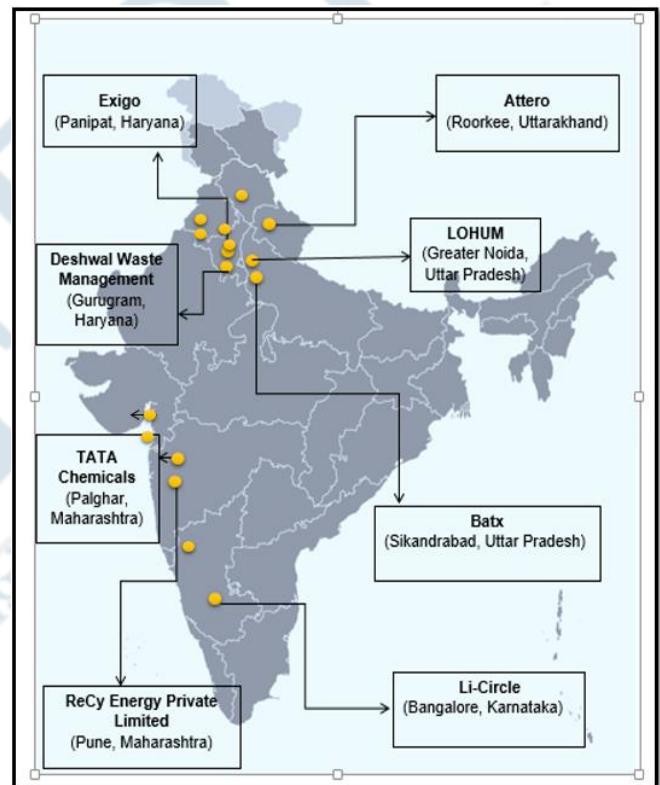 Exigo
(Panipat, Haryana)
Attero
(Roorkee, Uttarakhand)
Deshwal Waste
Management
(Gurugram,
Haryana)
LOHUM
(Greater Noida,
Uttar Pradesh)
TATA
Chemicals
(Palghar,
Maharashtra)
Batx
(Sikandrabad, Uttar Pradesh)
ReCy Energy Private
Limited
(Pune, Maharashtra)
Li-Circle
(Bangalore, Karnataka)